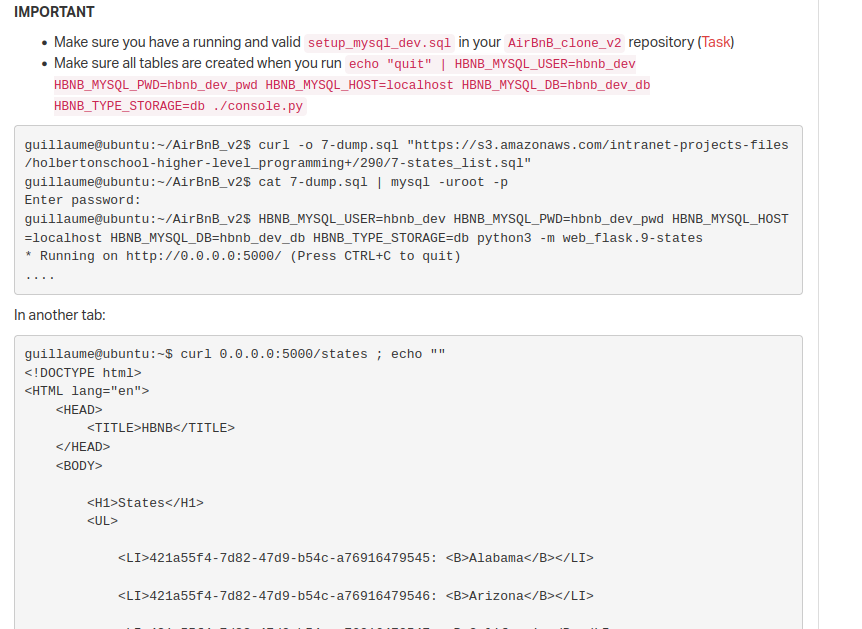 IMPORTANT
• Make sure you have a running and valid setup_mysql_dev.sql in your AirBnB_clone_v2 repository (Task)
• Make sure all tables are created when you run echo "quit" | HBNB_MYSQL_USER=hbnb_dev
HBNB_MYSQL_PWD=hbnb_dev_pwd HBNB_MYSQL_HOST=localhost HBNB_MYSQL_DB=hbnb_dev_db
HBNB_TYPE_STORAGE=db ./console.py
guillaume@ubuntu:~/AirBnB_v2$ curl -o 7-dump.sql "https://s3.amazonaws.com/intranet-projects-files
/holbertonschool-higher-level_programming+/290/7-states_list.sql"
guillaume@ubuntu:~/AirBnB_v2$ cat 7-dump.sql | mysql -uroot -p
Enter password:
guillaume@ubuntu:~/AirBnB_v2$ HBNB_MYSQL_USER=hbnb_dev HBNB_MYSQL_PWD=hbnb_dev_pwd HBNB_MYSQL_HOST
=localhost HBNB_MYSQL_DB=hbnb_dev_db HBNB_TYPE_STORAGE=db python3 -m web_flask.9-states
* Running on http://0.0.0.0:5000/ (Press CTRL+C to quit)
....
In another tab:
guillaume@ubuntu:~$ curl 0.0.0.0:5000/states ; echo ""
<!DOCTYPE html>
<HTML lang="en">
    <HEAD>
        <TITLE>HBNB</TITLE>
    </HEAD>
    <BODY>
        <H1>States</H1>
        <UL>
            <LI>421a55f4-7d82-47d9-b54c-a76916479545: <B>Alabama</B></LI>
            <LI>421a55f4-7d82-47d9-b54c-a76916479546: <B>Arizona</B></LI>